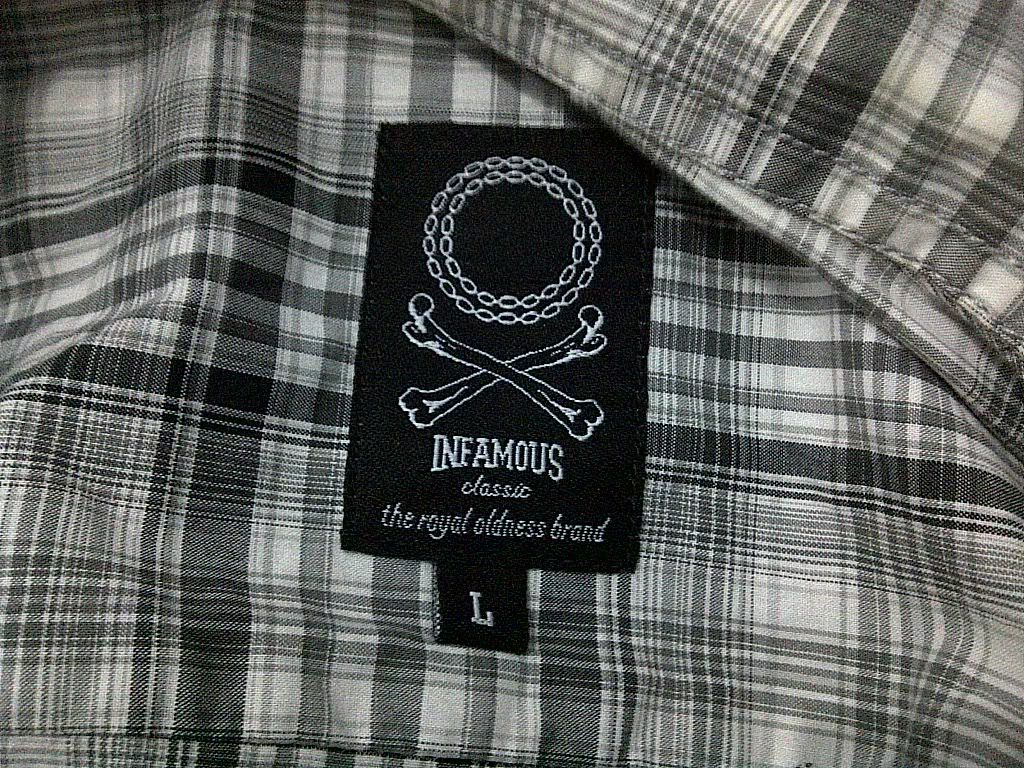 INFAMOUS
classic
the royal oldness brand
L